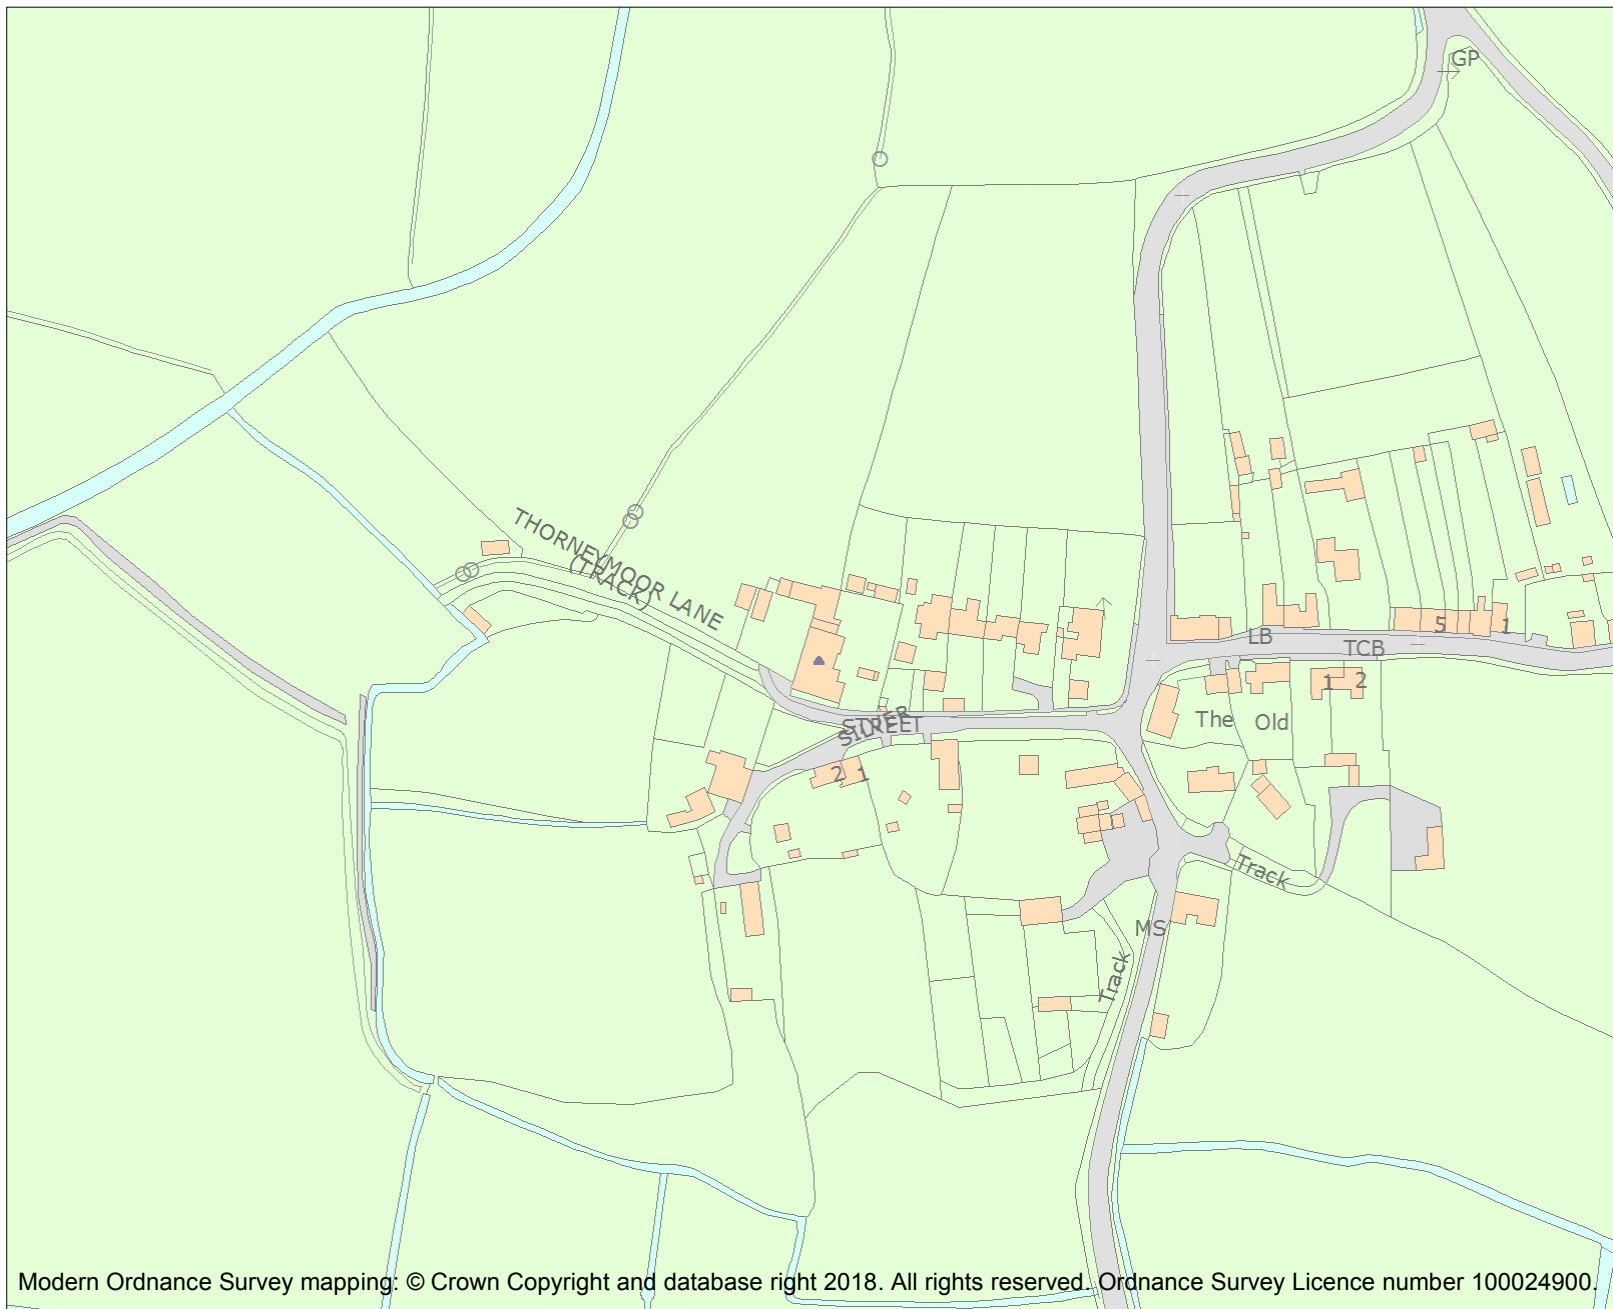 GP
THORNEYMOOR LANE
(TRACK)
LB
TCB
5
1
1
2
The Old
SILVER
STREET
2
1
Track
MS
Track
Modern Ordnance Survey mapping: © Crown Copyright and database right 2018. All rights reserved. Ordnance Survey Licence number 100024900.